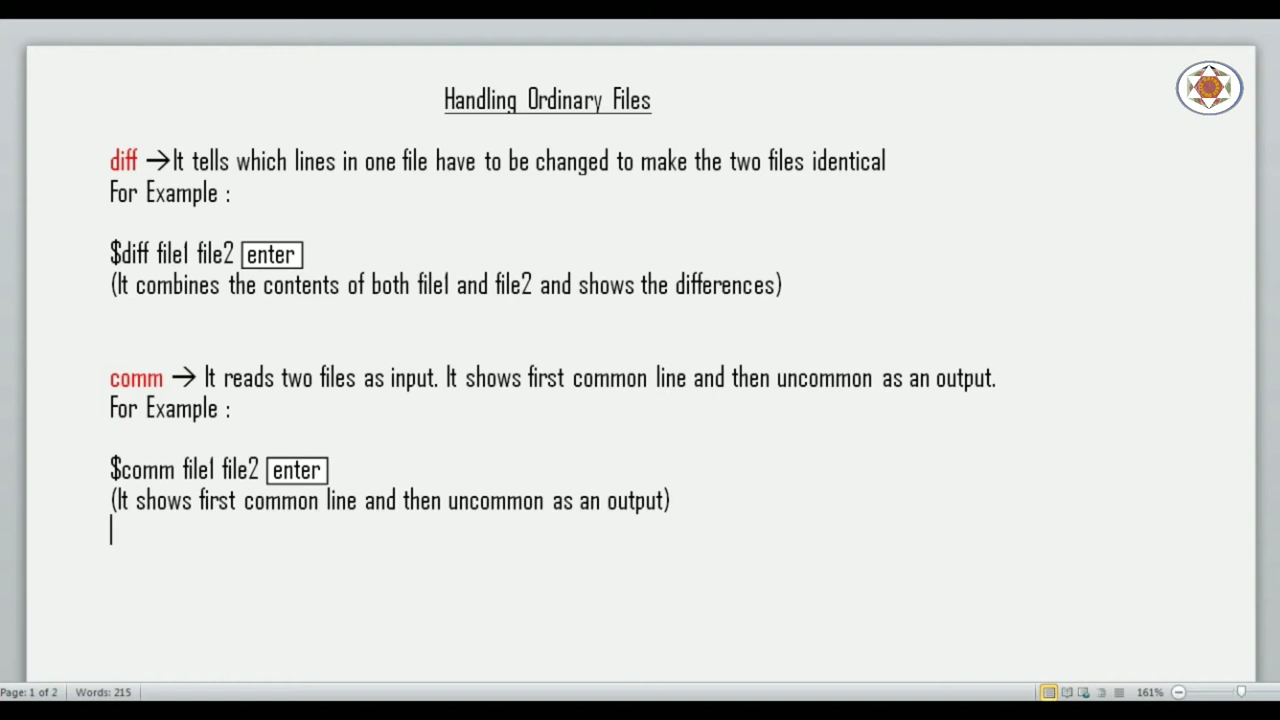 Handling Ordinary Files
diff →It tells which lines in one file have to be changed to make the two files identical
For Example :
$diff file1 file2 enter
(It combines the contents of both file1 and file2 and shows the differences)
comm → It reads two files as input. It shows first common line and then uncommon as an output.
For Example :
$comm file1 file2 enter
(It shows first common line and then uncommon as an output)
Page: 1 of 2 Words: 215 161%